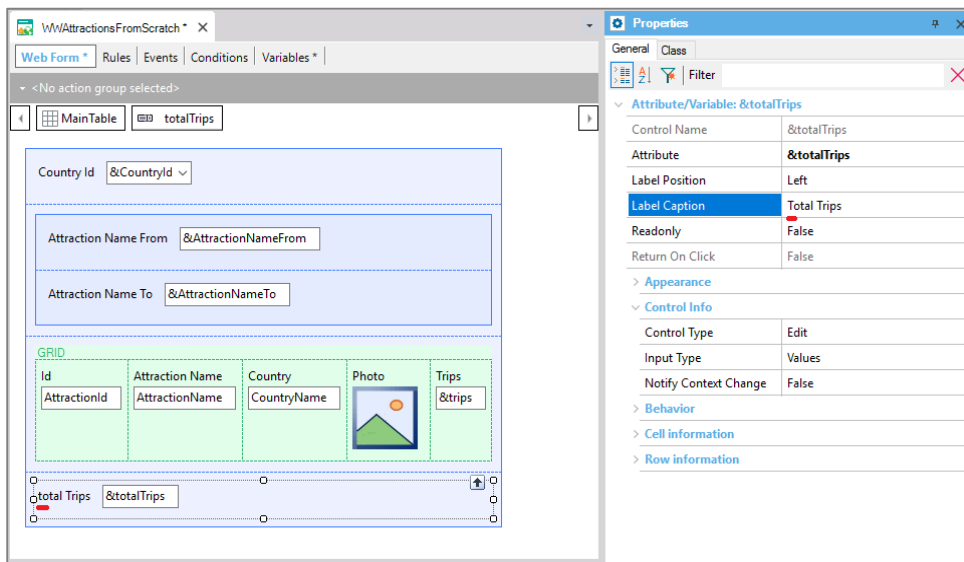 WWAttractionsFromScratch *
Web Form * Rules Events Conditions Variables *
<No action group selected>
MainTable totalTrips
Country Id &CountryId
Attraction Name From &AttractionNameFrom
Attraction Name To &AttractionNameTo
GRID
Id Attraction Name Country Photo Trips
AttractionId AttractionName CountryName &trips
total Trips &totalTrips
Properties
General Class
Filter
Attribute/Variable: &totalTrips
Control Name &totalTrips
Attribute &totalTrips
Label Position Left
Label Caption Total Trips
Readonly False
Return On Click False
Appearance
Control Info
Control Type Edit
Input Type Values
Notify Context Change False
Behavior
Cell information
Row information